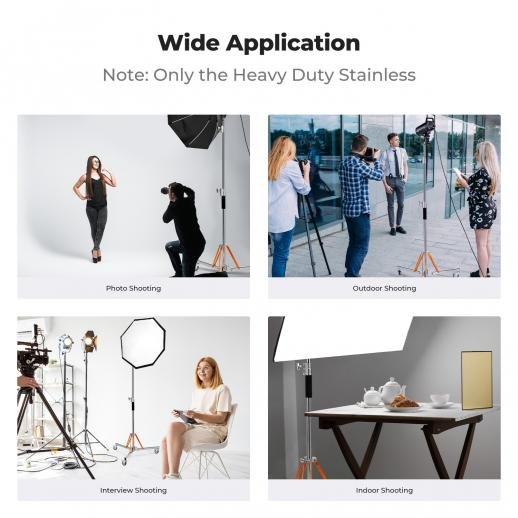 Wide Application
Note: Only the Heavy Duty Stainless
Photo Shooting
Outdoor Shooting
Interview Shooting
Indoor Shooting